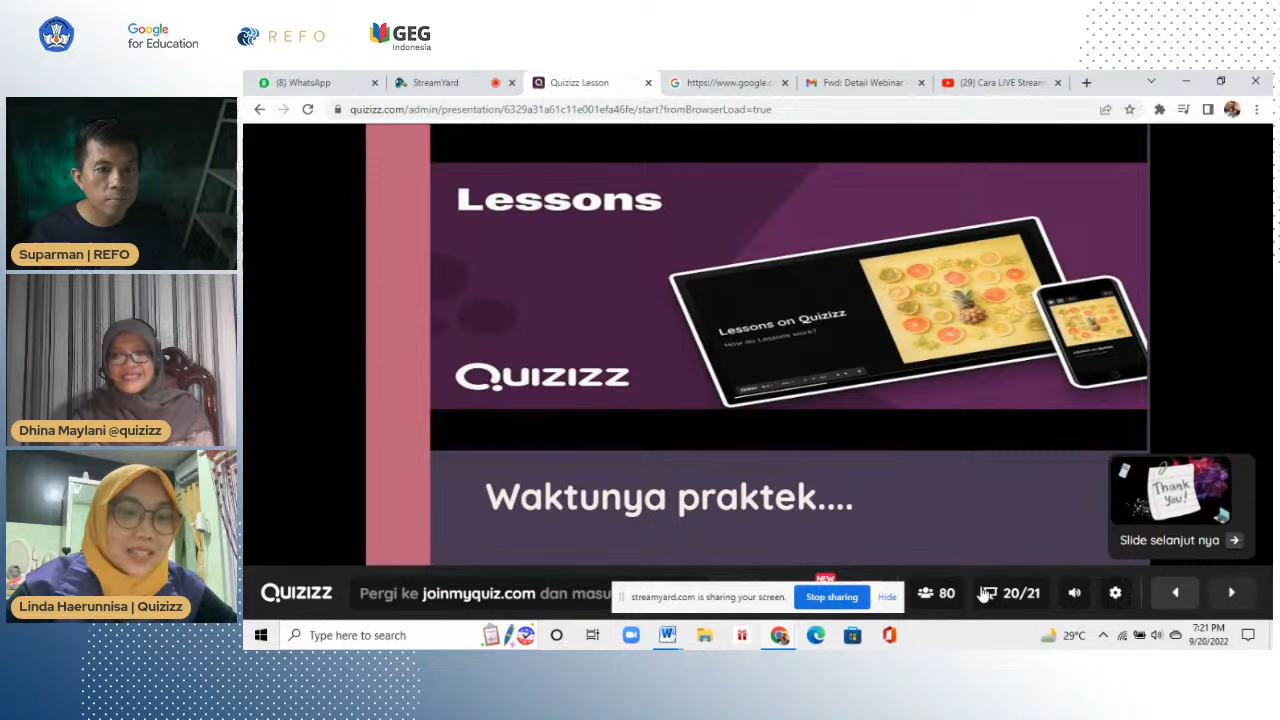 Google
for Education
REFO
GEG
Indonesia
(8) WhatsApp
StreamYard
Quizizz Lesson
https://www.google.c
Fwd: Detail Webinar
(29) Cara LIVE Stream
quizizz.com/admin/presentation/6329a31a61c11e001efa46fe/start?fromBrowserLoad=true
Suparman | REFO
Dhina Maylani @quizizz
Linda Haerunnisa | Quizizz
Lessons
Lessons on Quizizz
How do Lessons work?
QUIZIZZ
Waktunya praktek....
Thank
you!
Slide selanjut nya
QUIZIZZ
Pergi ke joinmyquiz.com dan masu
streamyard.com is sharing your screen.
Stop sharing
Hide
NEW
80
20/21
Type here to search
29°C
7:21 PM
9/20/2022